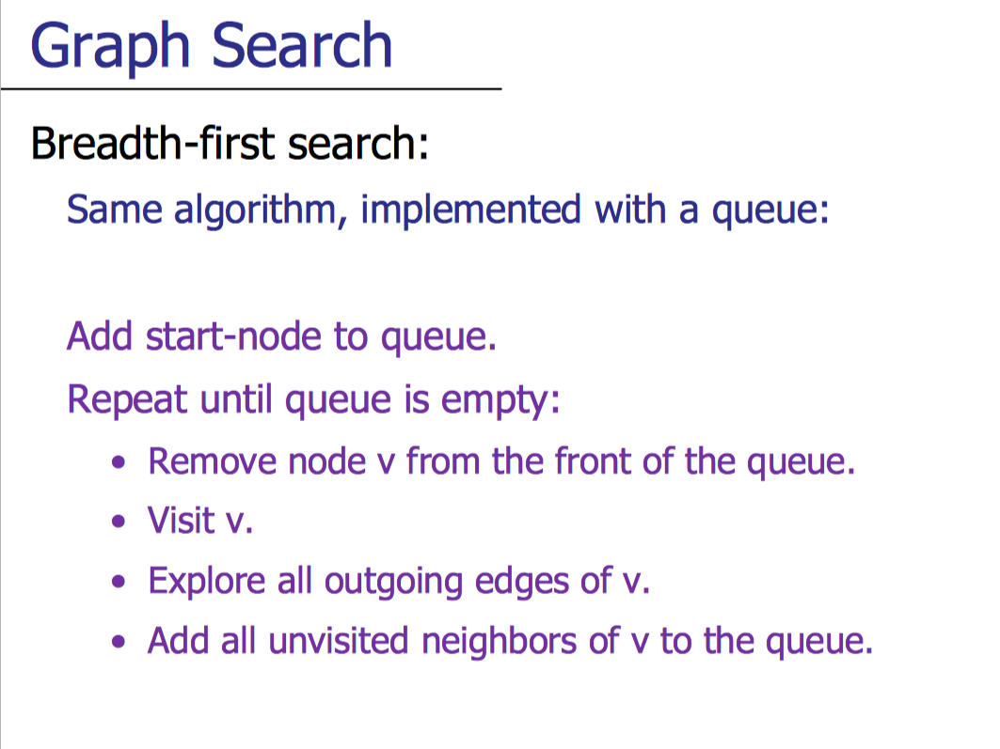 Graph Search
Breadth-first search:
Same algorithm, implemented with a queue:
Add start-node to queue.
Repeat until queue is empty:
• Remove node v from the front of the queue.
• Visit v.
• Explore all outgoing edges of v.
• Add all unvisited neighbors of v to the queue.